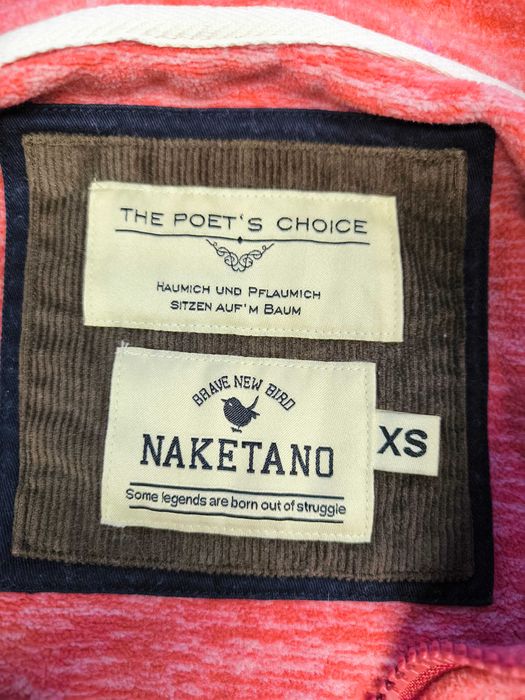 THE POET'S CHOICE
HAUMICH UND PFLAUMICH
SITZEN AUF'M BAUM
BRAVE NEW BIRD
NAKETANO
XS
Some legends are born out of struggle